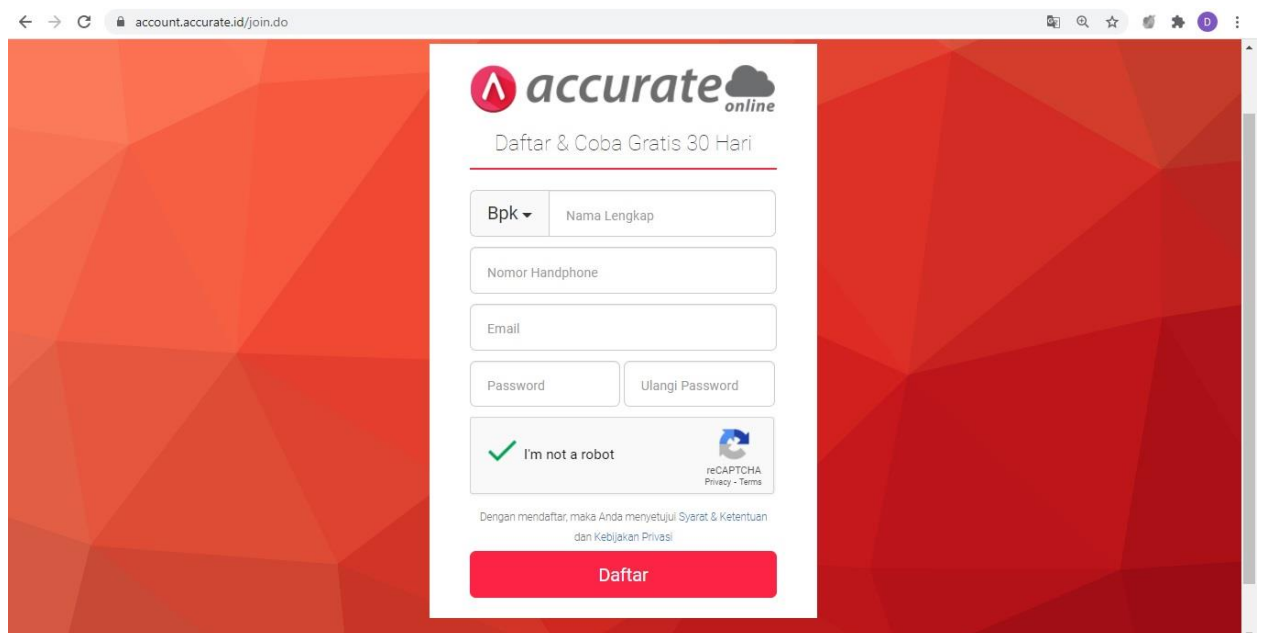 account.accurate.id/join.do
D
accurate
online
Daftar & Coba Gratis 30 Hari
Bpk
Nama Lengkap
Nomor Handphone
Email
Password
Ulangi Password
I'm not a robot
reCAPTCHA
Privacy - Terms
Dengan mendaftar, maka Anda menyetujui Syarat & Ketentuan
dan Kebijakan Privasi
Daftar